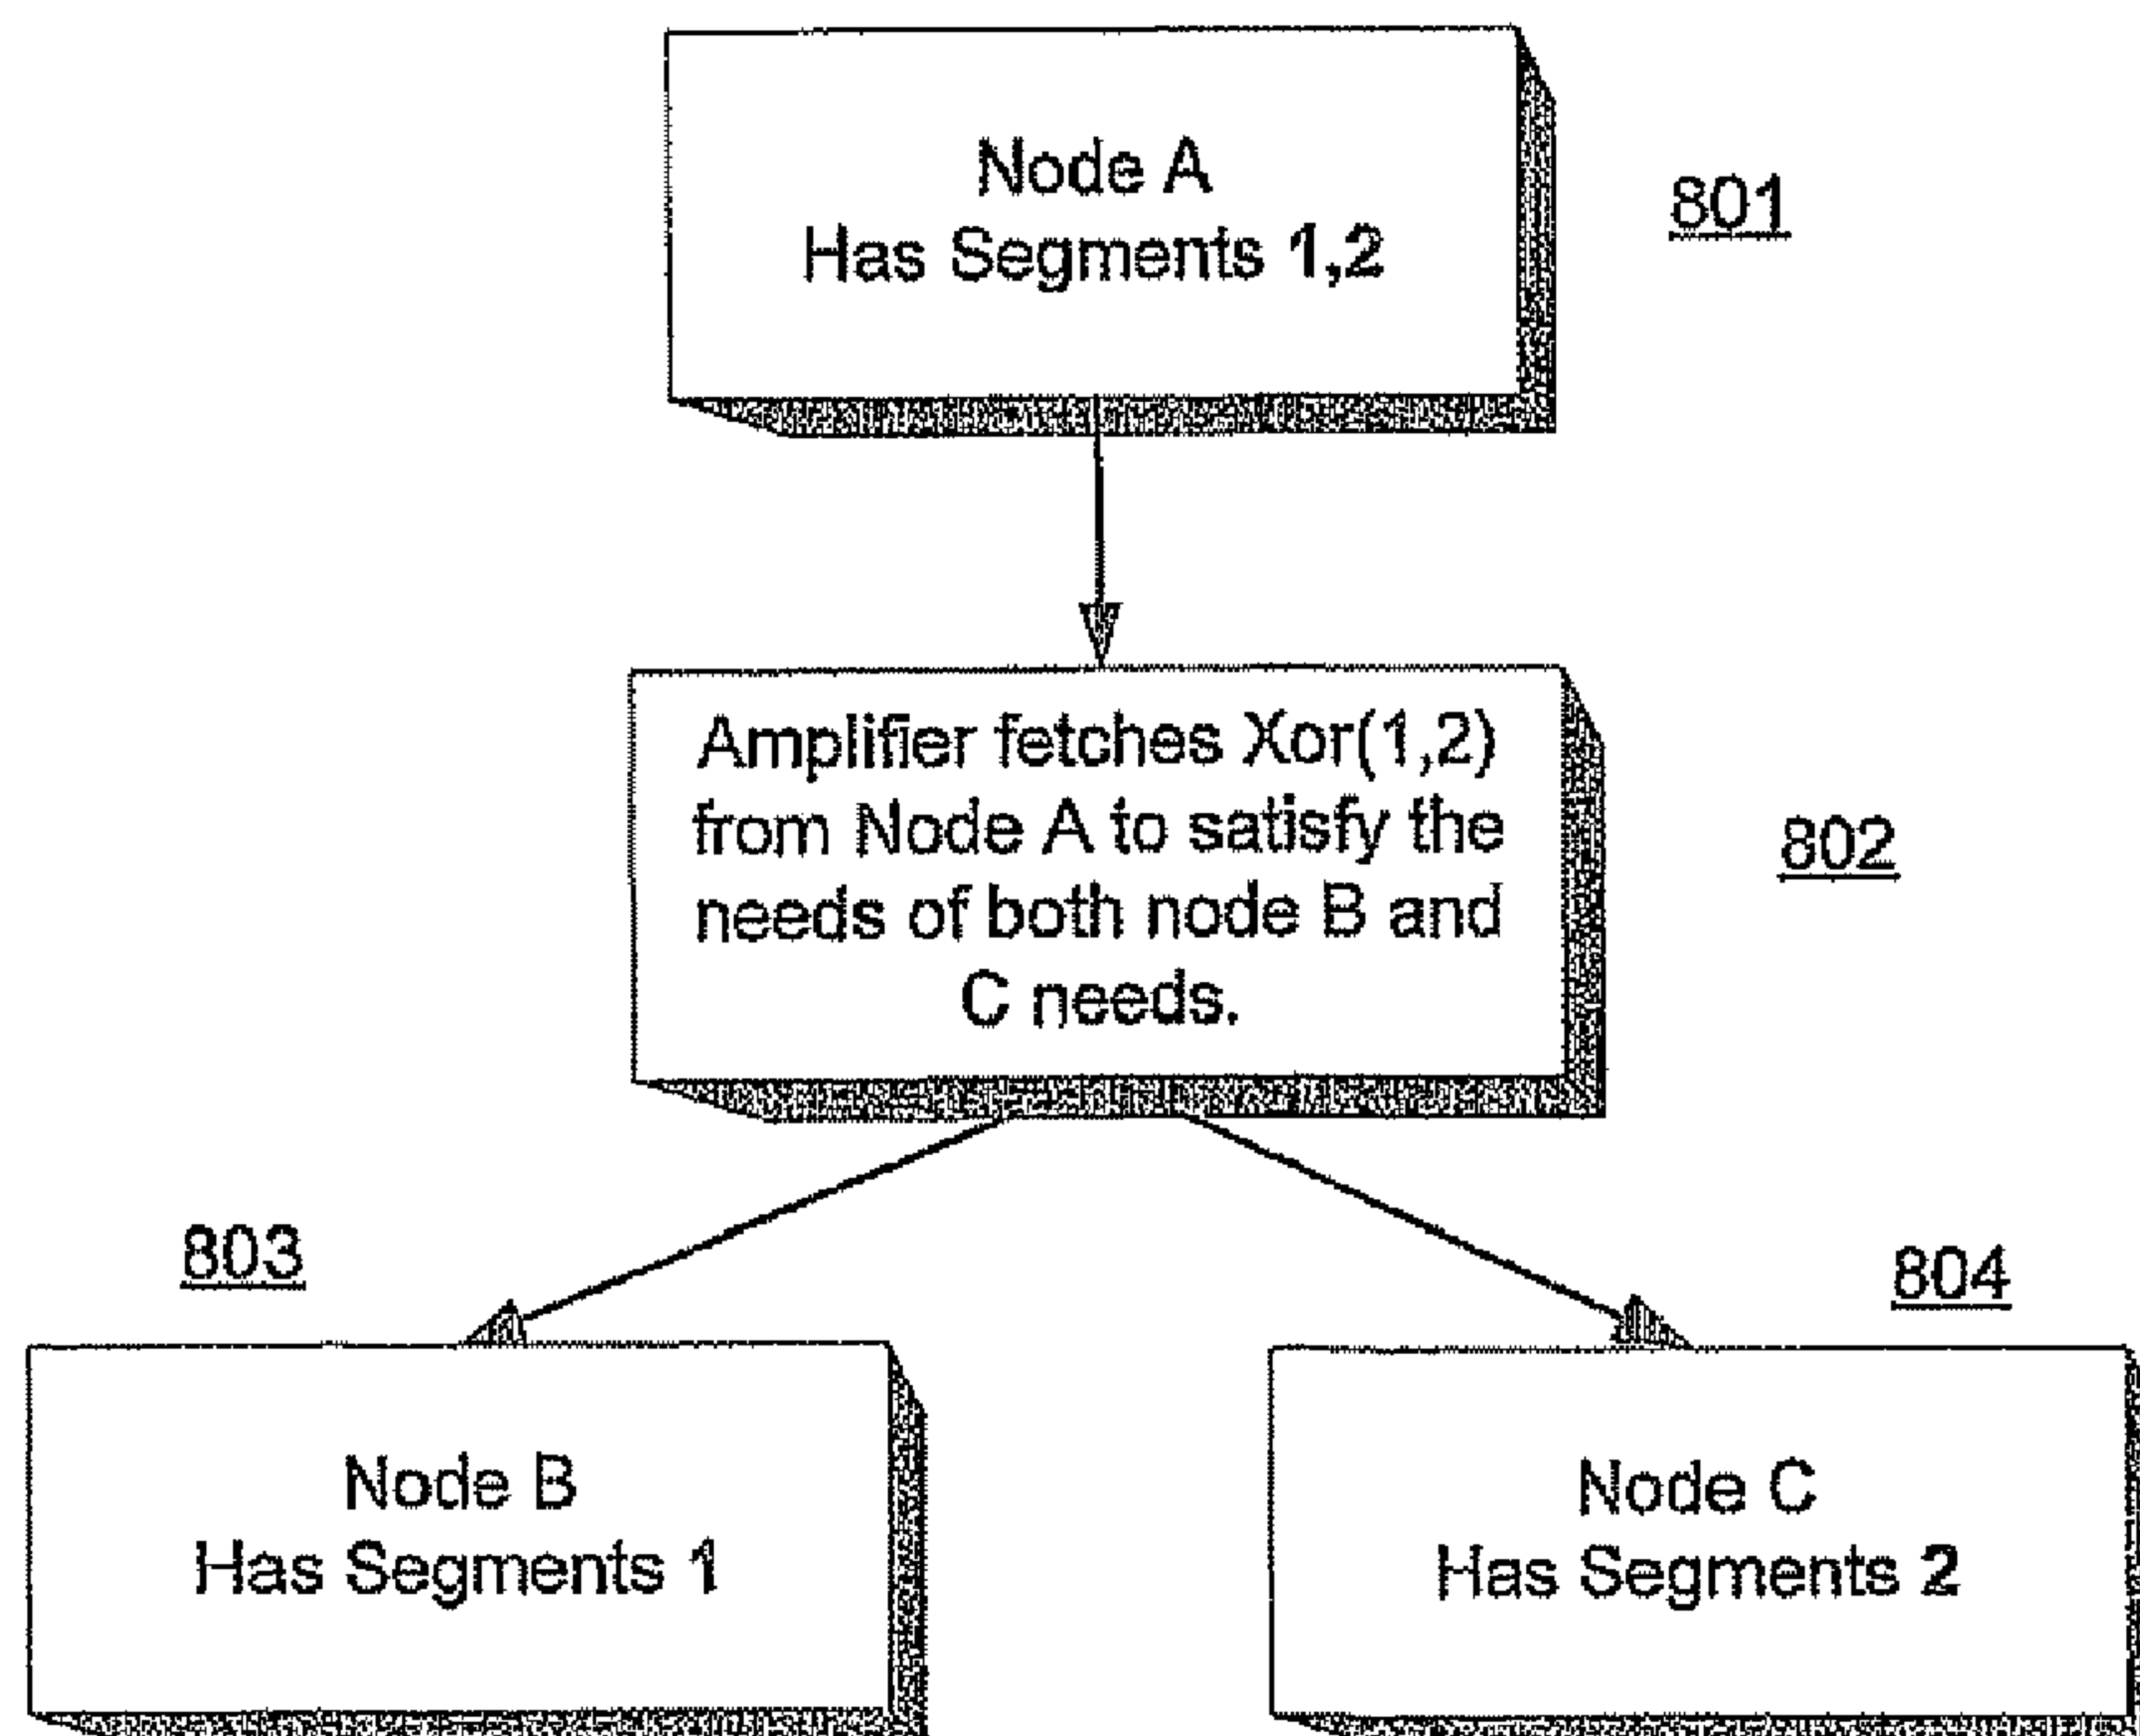 Node A
Has Segments 1,2
801
Amplifier fetches Xor(1,2)
from Node A to satisfy the
needs of both node B and
C needs.
802
803
804
Node B
Has Segments 1
Node C
Has Segments 2